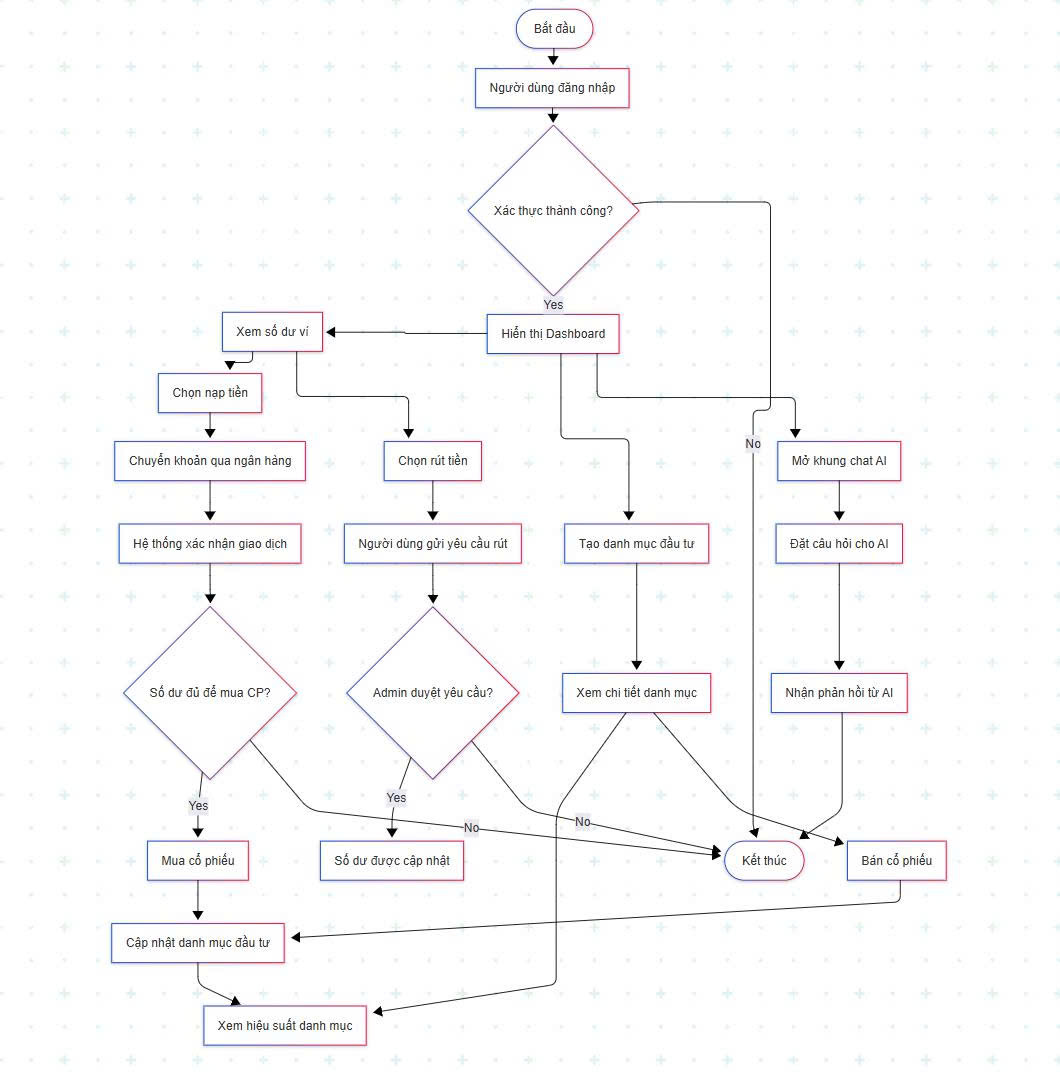 Bắt đầu
Người dùng đăng nhập
Xác thực thành công?
Yes
Xem số dư ví
Hiển thị Dashboard
Chọn nạp tiền
No
Chuyển khoản qua ngân hàng
Chọn rút tiền
Mở khung chat AI
Hệ thống xác nhận giao dịch
Người dùng gửi yêu cầu rút
Tạo danh mục đầu tư
Đặt câu hỏi cho AI
Số dư đủ để mua CP?
Admin duyệt yêu cầu?
Xem chi tiết danh mục
Nhận phản hồi từ AI
Yes
Yes
No
No
Mua cổ phiếu
Số dư được cập nhật
Kết thúc
Bán cổ phiếu
Cập nhật danh mục đầu tư
Xem hiệu suất danh mục